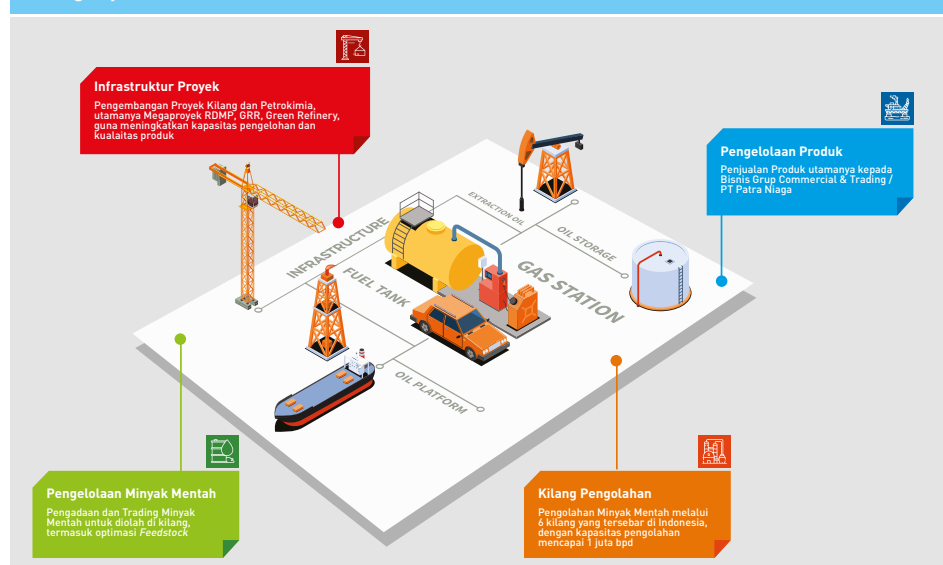 Infrastruktur Proyek
Pengembangan Proyek Kilang dan Petrokimia,
utamanya Megaproyek RDMP, GRR, Green Refinery,
guna meningkatkan kapasitas pengelohan dan
kualaitas produk
Pengelolaan Produk
Penjualan Produk utamanya kepada
Bisnis Grup Commercial & Trading /
PT Patra Niaga
EXTRACTION OIL
INFRASTRUCTURE
OIL STORAGE
FUEL TANK
GAS STATION
OIL PLATFORM
Pengelolaan Minyak Mentah
Pengadaan dan Trading Minyak
Mentah untuk diolah di kilang,
termasuk optimasi Feedstock
Kilang Pengolahan
Pengolahan Minyak Mentah melalui
6 kilang yang tersebar di Indonesia,
dengan kapasitas pengolahan
mencapai 1 juta bpd